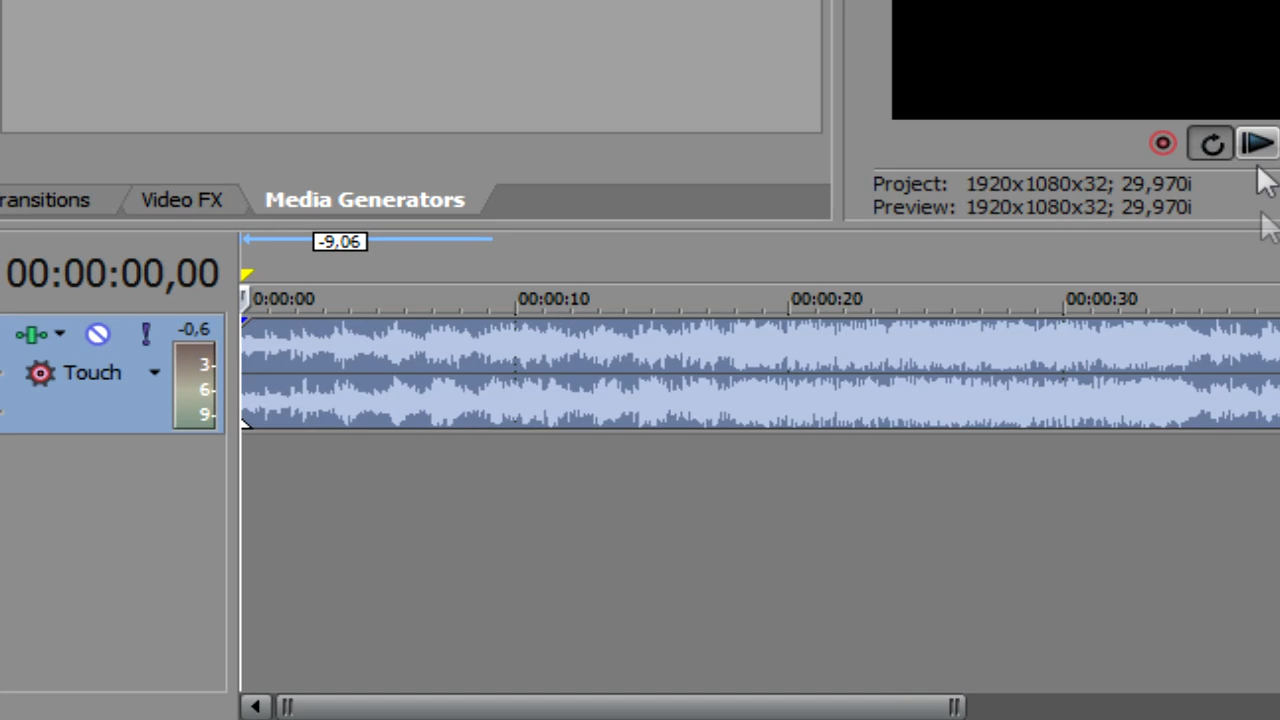 ransitions
Video FX
Media Generators
Project: 1920x1080x32; 29,970i
Preview: 1920x1080x32; 29,970i
-9,06
00:00:00,00
0:00:00
00:00:10
00:00:20
00:00:30
-0,6
Touch
3-
6-
9-